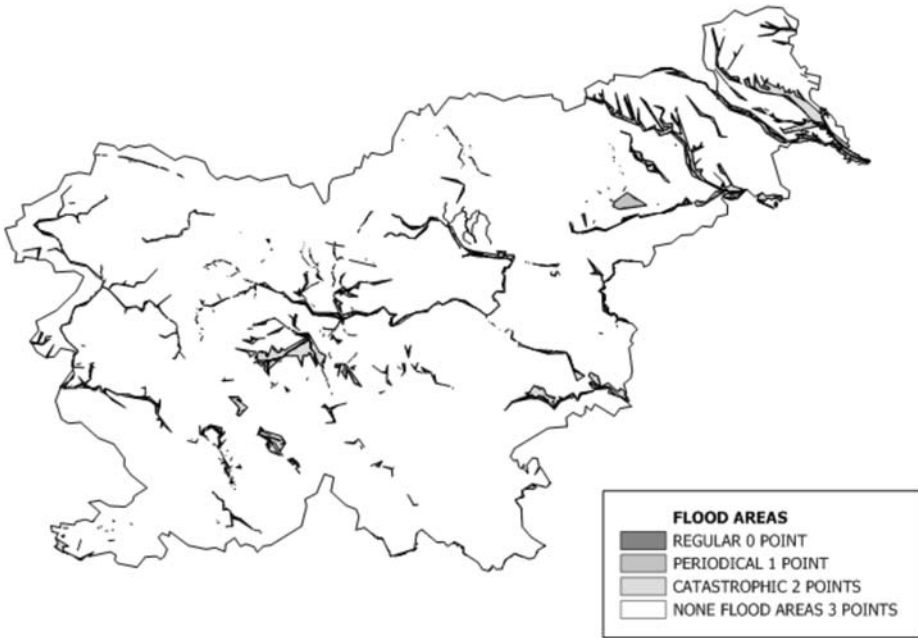 FLOOD AREAS
REGULAR 0 POINT
PERIODICAL 1 POINT
CATASTROPHIC 2 POINTS
NONE FLOOD AREAS 3 POINTS